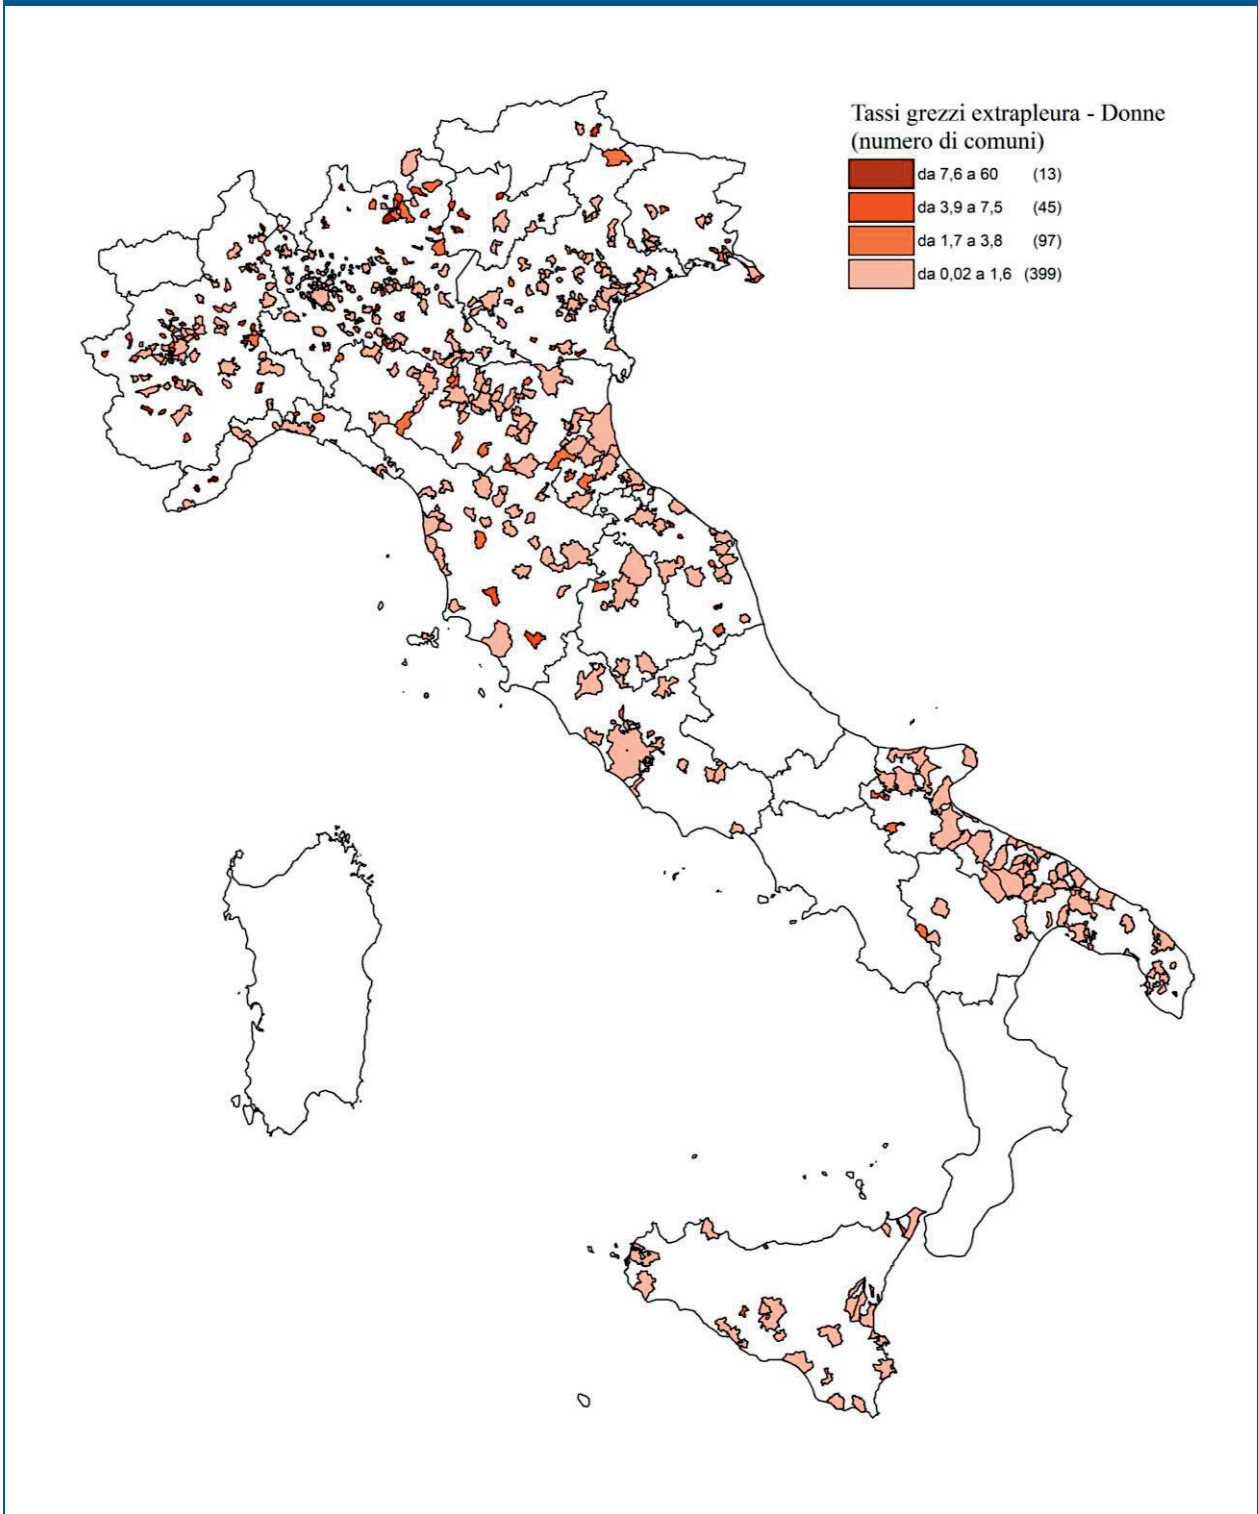 Tassi grezzi extrapleura - Donne
(numero di comuni)
da 7,6 a 60 (13)
da 3,9 a 7,5 (45)
da 1,7 a 3,8 (97)
da 0,02 a 1,6 (399)